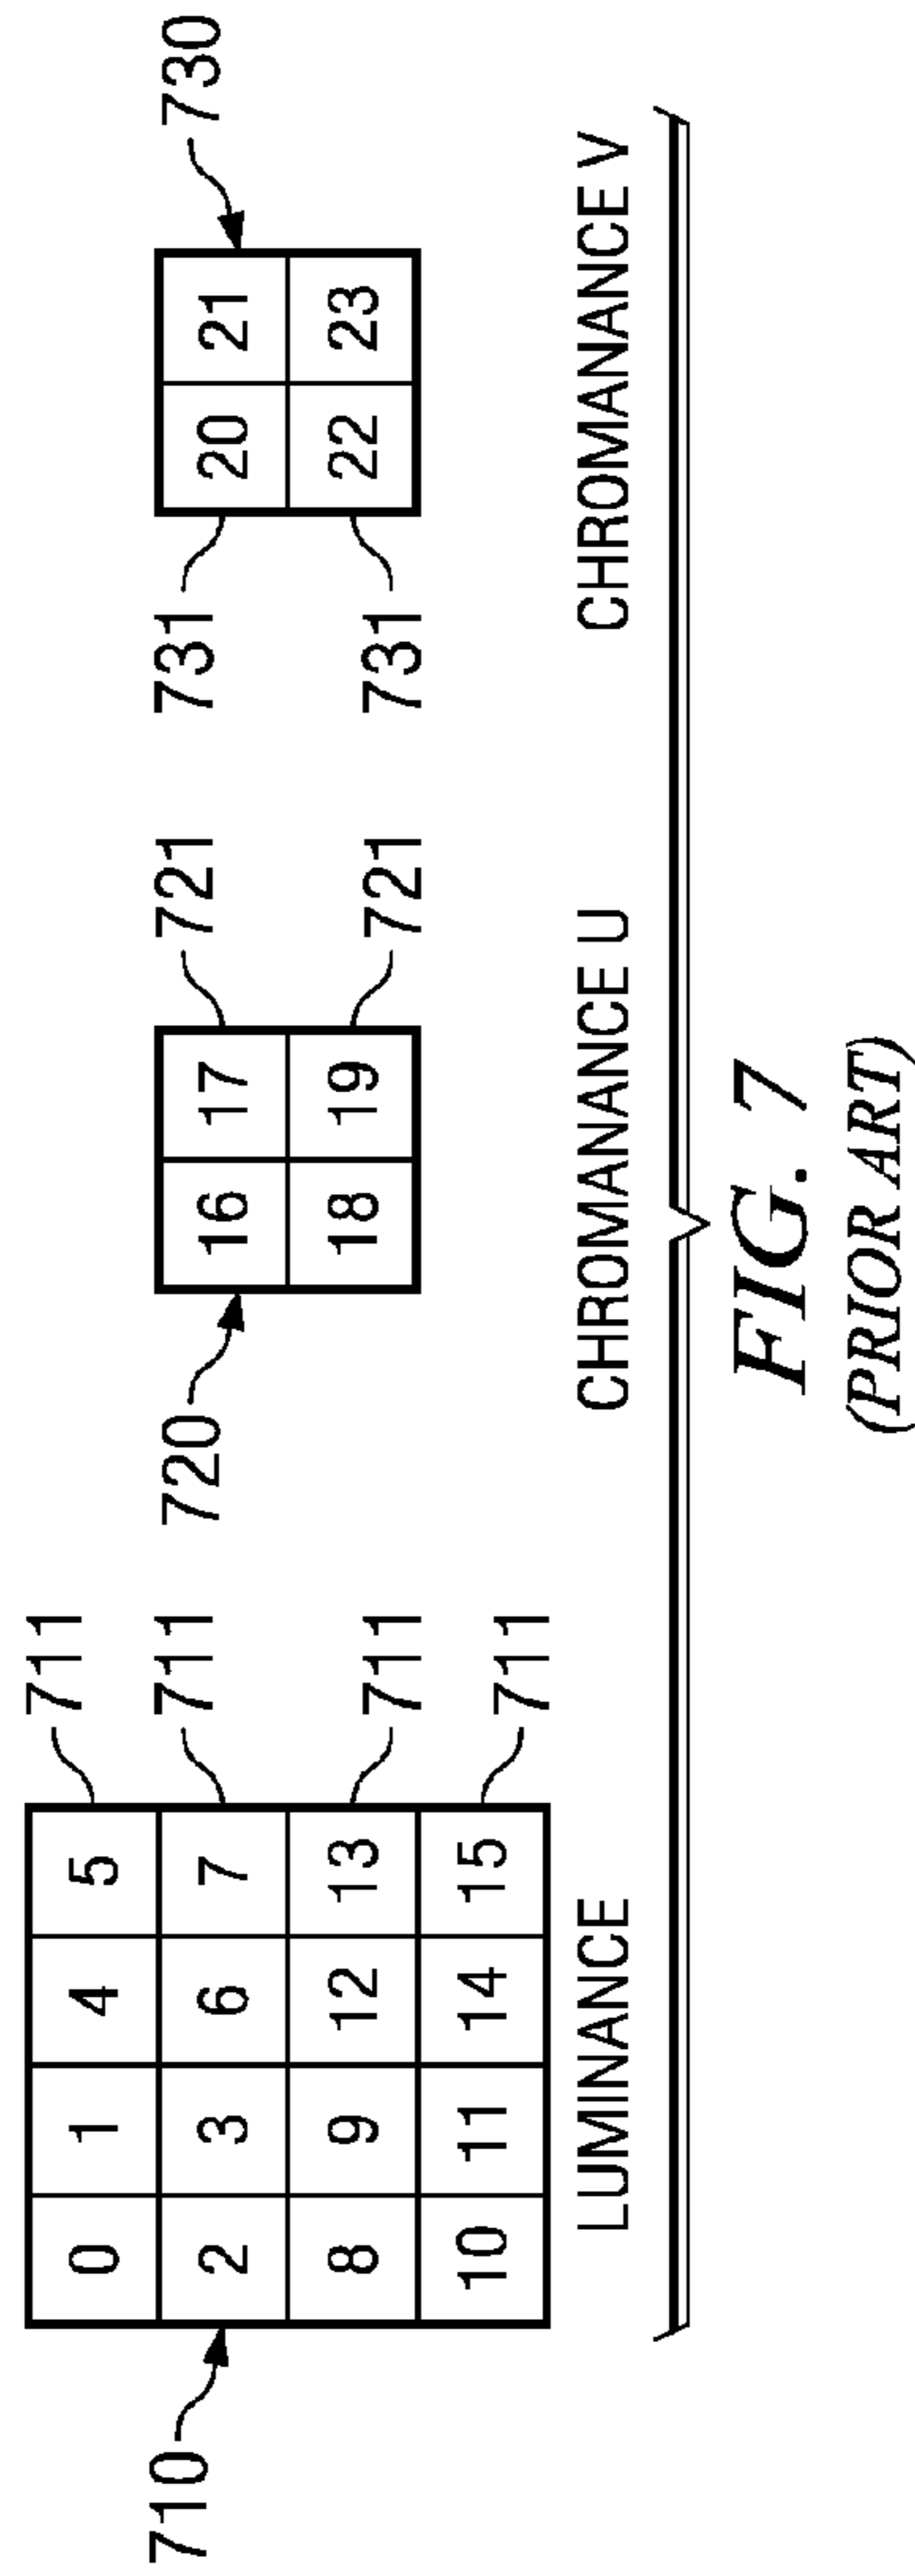 711
0 1 4 5
711
710
2 3 6 7
711
8 9 12 13
711
10 11 14 15
LUMINANCE
720
16 17
721
18 19
721
CHROMANANCE U
730
731
20 21
731
22 23
CHROMANANCE V
FIG. 7
(PRIOR ART)